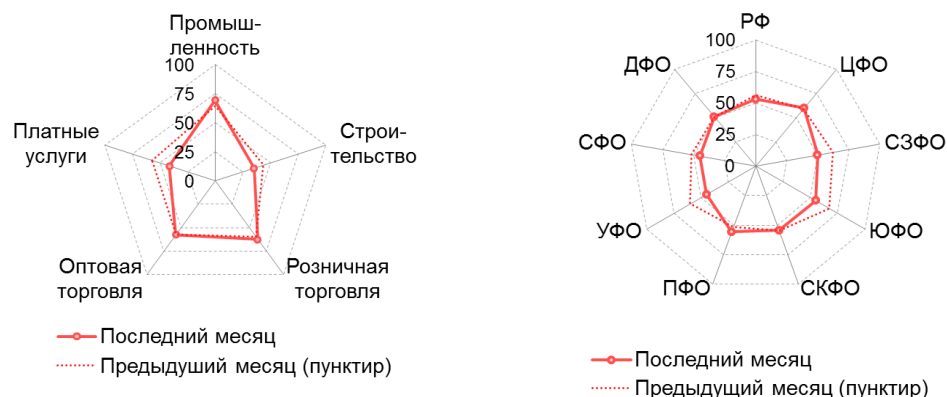 Промыш-
ленность
100
75
50
25
0
Платные
услуги
Строи-
тельство
Оптовая
торговля
Розничная
торговля
Последний месяц
Предыдуший месяц (пунктир)
РФ
100
75
50
25
0
ДФО
ЦФО
СФО
СЗФО
УФО
ЮФО
ПФО
СКФО
Последний месяц
Предыдущий месяц (пунктир)